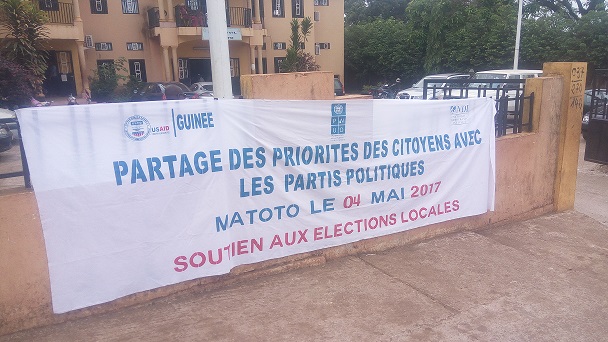 USAID | GUINEE
PARTAGE DES PRIORITES DES CITOYENS AVEC
LES PARTIS POLITIQUES
MATOTO LE 04 MAI 2017
SOUTIEN AUX ELECTIONS LOCALES